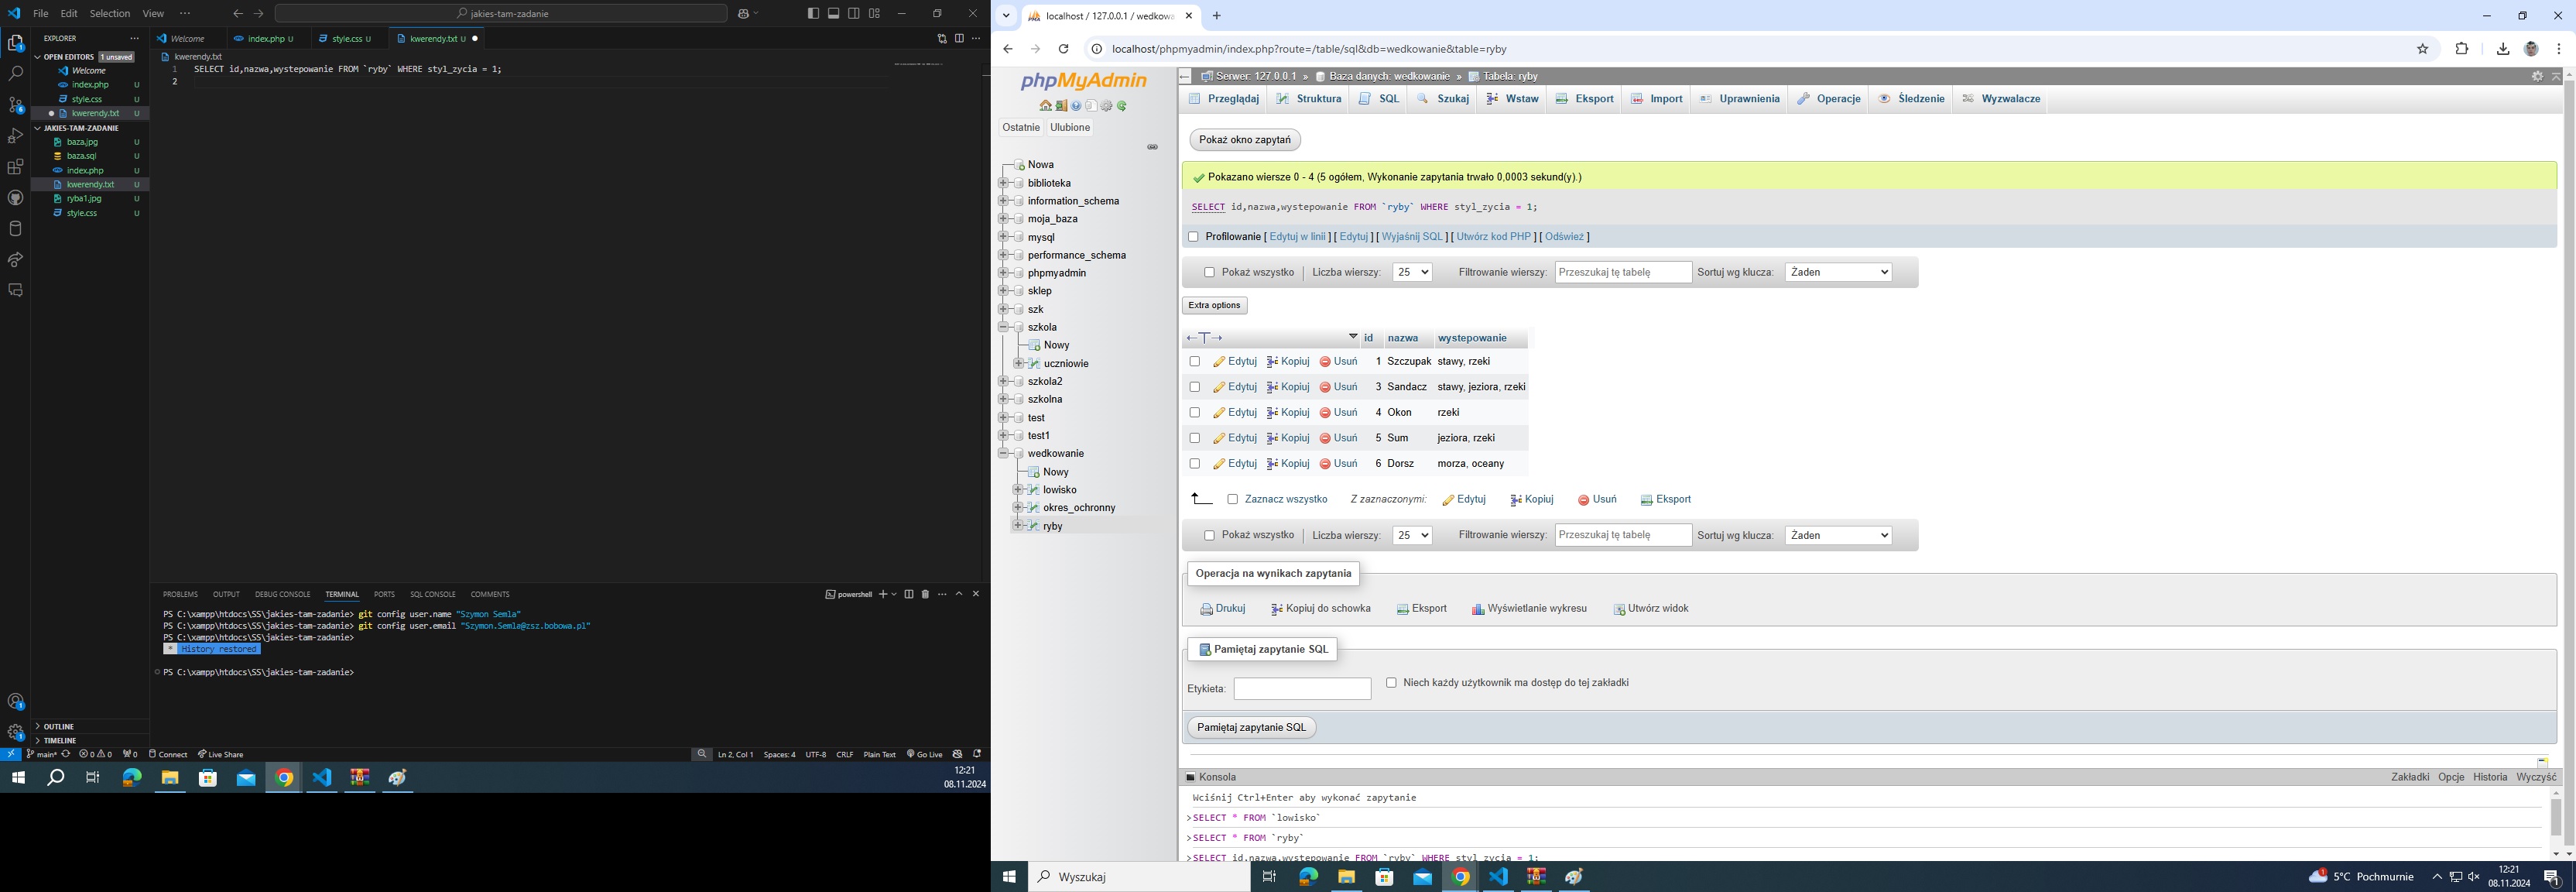 File Edit Selection View ···
jakies-tam-zadanie
EXPLORER
OPEN EDITORS 1 unsaved
Welcome
index.php U
style.css U
kwerendy.txt U
JAKIES-TAM-ZADANIE
baza.jpg U
baza.sql U
index.php U
kwerendy.txt U
ryba1.jpg U
style.css U
OUTLINE
TIMELINE
Welcome index.php U style.css U kwerendy.txt U
kwerendy.txt
1 SELECT id,nazwa,wystepowanie FROM `ryby` WHERE styl_zycia = 1;
2
PROBLEMS OUTPUT DEBUG CONSOLE TERMINAL PORTS SQL CONSOLE COMMENTS powershell
PS C:\xampp\htdocs\SS\jakies-tam-zadanie> git config user.name "Szymon Semla"
PS C:\xampp\htdocs\SS\jakies-tam-zadanie> git config user.email "Szymon.Semla@zsz.bobowa.pl"
PS C:\xampp\htdocs\SS\jakies-tam-zadanie>
* History restored
PS C:\xampp\htdocs\SS\jakies-tam-zadanie>
main* 0 0 0 Connect Live Share Ln 2, Col 1 Spaces: 4 UTF-8 CRLF Plain Text Go Live
12:21
08.11.2024
localhost / 127.0.0.1 / wedkowa
localhost/phpmyadmin/index.php?route=/table/sql&db=wedkowanie&table=ryby
phpMyAdmin
Ostatnie Ulubione
Nowa
biblioteka
information_schema
moja_baza
mysql
performance_schema
phpmyadmin
sklep
szk
szkola
Nowy
uczniowie
szkola2
szkolna
test
test1
wedkowanie
Nowy
lowisko
okres_ochronny
ryby
Serwer: 127.0.0.1 » Baza danych: wedkowanie » Tabela: ryby
Przeglądaj Struktura SQL Szukaj Wstaw Eksport Import Uprawnienia Operacje Śledzenie Wyzwalacze
Pokaż okno zapytań
Pokazano wiersze 0 - 4 (5 ogółem, Wykonanie zapytania trwało 0,0003 sekund(y).)
SELECT id,nazwa,wystepowanie FROM `ryby` WHERE styl_zycia = 1;
Profilowanie [ Edytuj w linii ] [ Edytuj ] [ Wyjaśnij SQL ] [ Utwórz kod PHP ] [ Odśwież ]
Pokaż wszystko Liczba wierszy: 25 Filtrowanie wierszy: Przeszukaj tę tabelę Sortuj wg klucza: Żaden
Extra options
id nazwa wystepowanie
Edytuj Kopiuj Usuń 1 Szczupak stawy, rzeki
Edytuj Kopiuj Usuń 3 Sandacz stawy, jeziora, rzeki
Edytuj Kopiuj Usuń 4 Okon rzeki
Edytuj Kopiuj Usuń 5 Sum jeziora, rzeki
Edytuj Kopiuj Usuń 6 Dorsz morza, oceany
Zaznacz wszystko Z zaznaczonymi: Edytuj Kopiuj Usuń Eksport
Pokaż wszystko Liczba wierszy: 25 Filtrowanie wierszy: Przeszukaj tę tabelę Sortuj wg klucza: Żaden
Operacja na wynikach zapytania
Drukuj Kopiuj do schowka Eksport Wyświetlanie wykresu Utwórz widok
Pamiętaj zapytanie SQL
Etykieta: Niech każdy użytkownik ma dostęp do tej zakładki
Pamiętaj zapytanie SQL
Konsola Zakładki Opcje Historia Wyczyść
Wciśnij Ctrl+Enter aby wykonać zapytanie
>SELECT * FROM `lowisko`
>SELECT * FROM `ryby`
>SELECT id,nazwa,wystepowanie FROM `ryby` WHERE styl_zycia = 1;
Wyszukaj
5°C Pochmurnie
12:21
08.11.2024